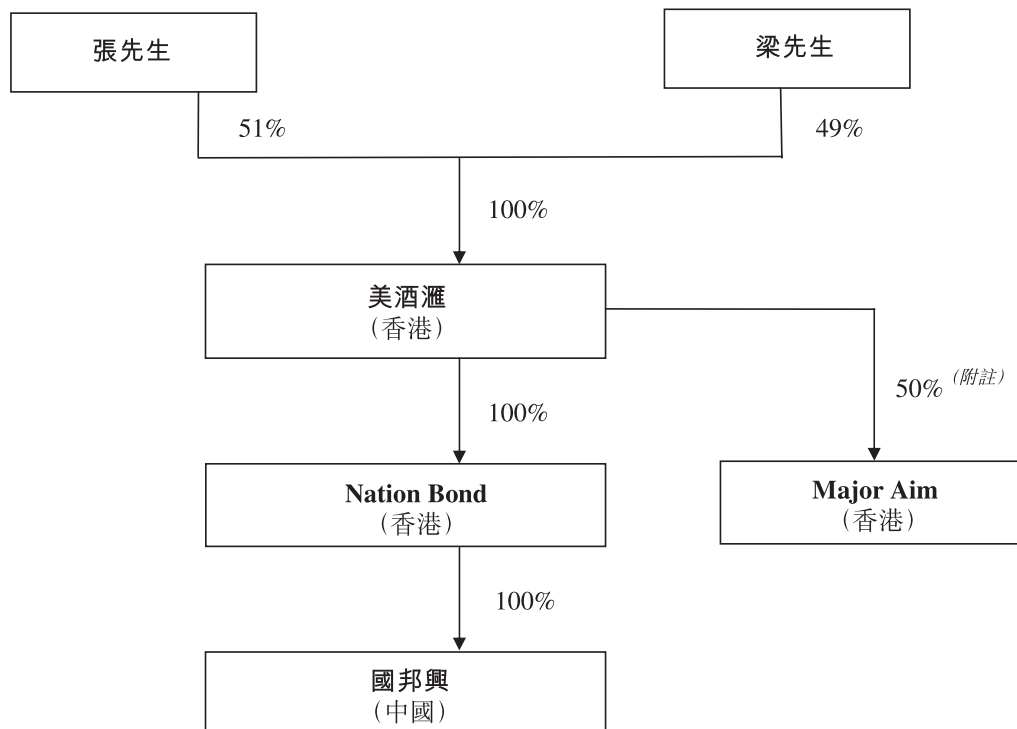 張先生
梁先生
51%
49%
100%
美酒滙
(香港)
50% (附註)
100%
Nation Bond
(香港)
Major Aim
(香港)
100%
國邦興
(中國)